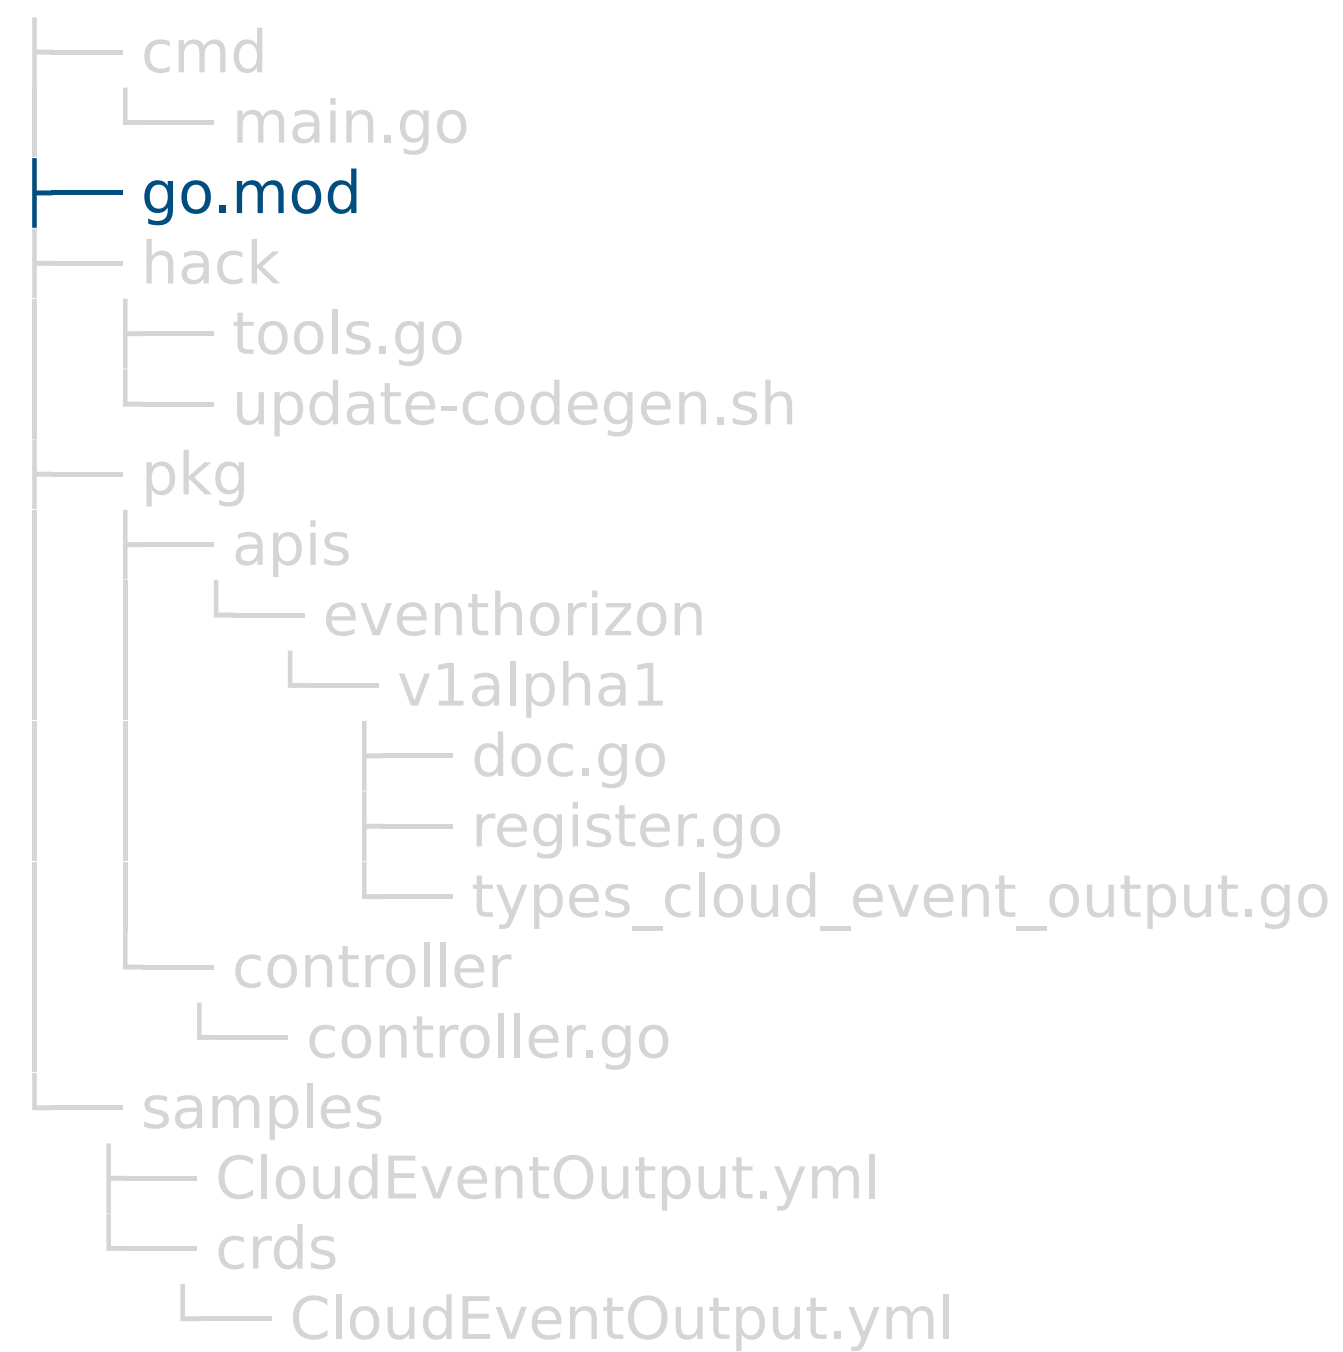 ├── cmd
│   └── main.go
├── go.mod
├── hack
│   ├── tools.go
│   └── update-codegen.sh
├── pkg
│   ├── apis
│   │   └── eventhorizon
│   │       └── v1alpha1
│   │           ├── doc.go
│   │           ├── register.go
│   │           └── types_cloud_event_output.go
│   └── controller
│       └── controller.go
└── samples
    ├── CloudEventOutput.yml
    └── crds
        └── CloudEventOutput.yml